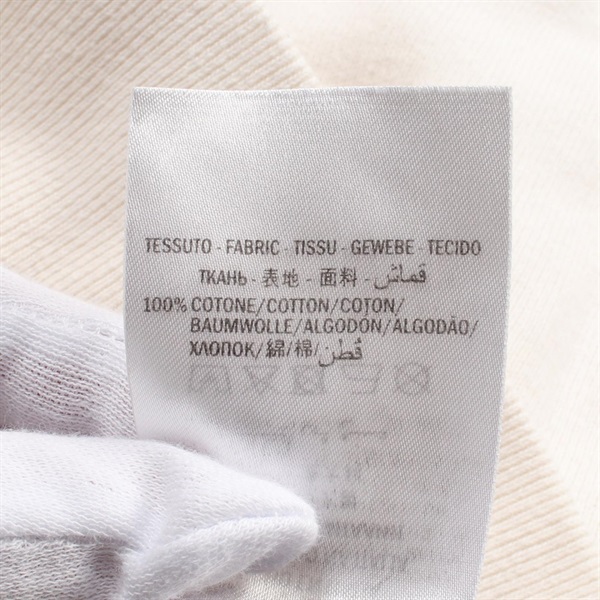 TESSUTO - FABRIC - TISSU - GEWEBE - TECIDO
ТКАНЬ - 表地 - 面料 - قماش
100% COTONE/COTTON/COTON/
BAUMWOLLE/ALGODÓN/ALGODÃO/
ХЛОПОК/綿/棉/قطن